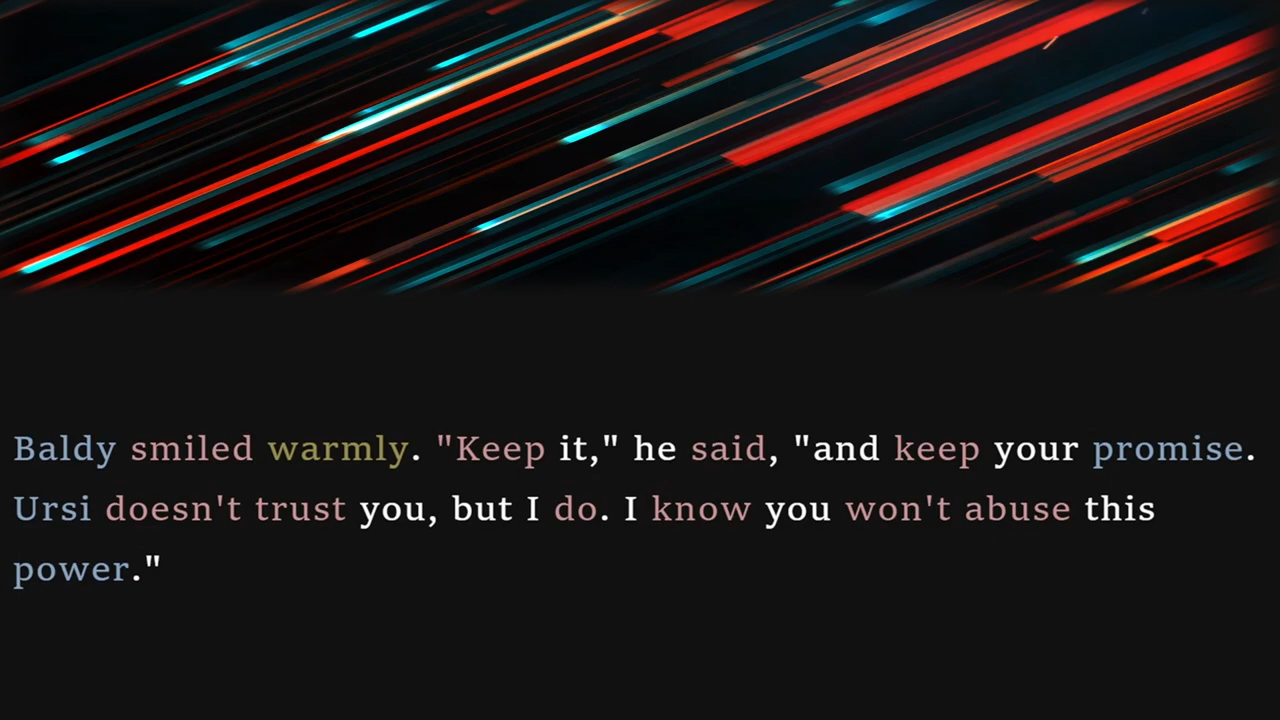 Baldy smiled warmly. "Keep it," he said, "and keep your promise.
Ursi doesn't trust you, but I do. I know you won't abuse this
power."